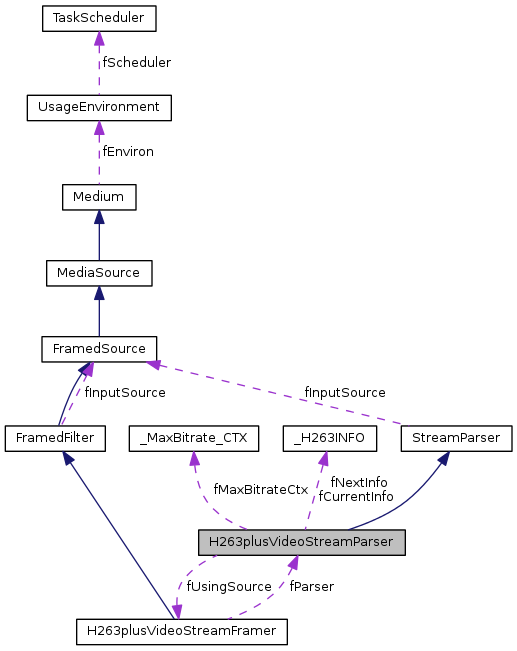 TaskScheduler
fScheduler
UsageEnvironment
fEnviron
Medium
MediaSource
FramedSource
fInputSource
fInputSource
FramedFilter
_MaxBitrate_CTX
_H263INFO
StreamParser
fMaxBitrateCtx
fNextInfo
fCurrentInfo
H263plusVideoStreamParser
fUsingSource
fParser
H263plusVideoStreamFramer